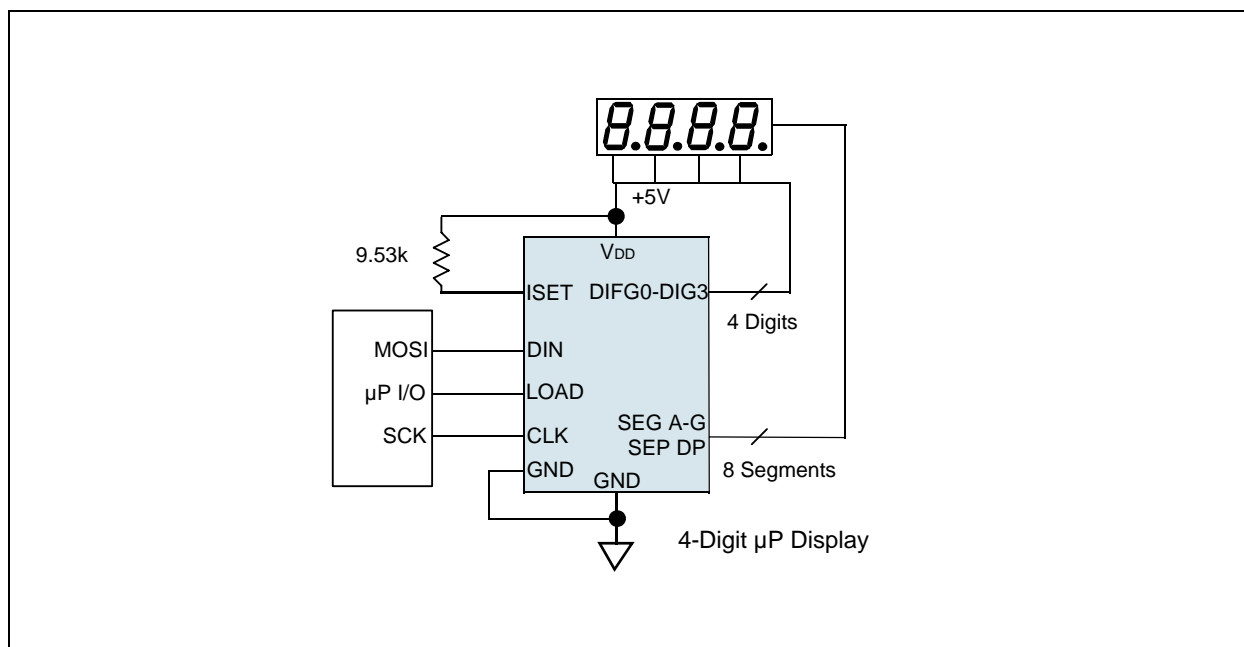 8.8.8.8.
+5V
9.53k
VDD
ISET
DIFG0-DIG3
4 Digits
MOSI
DIN
µP I/O
LOAD
SCK
CLK
SEG A-G
SEP DP
GND
8 Segments
GND
4-Digit µP Display